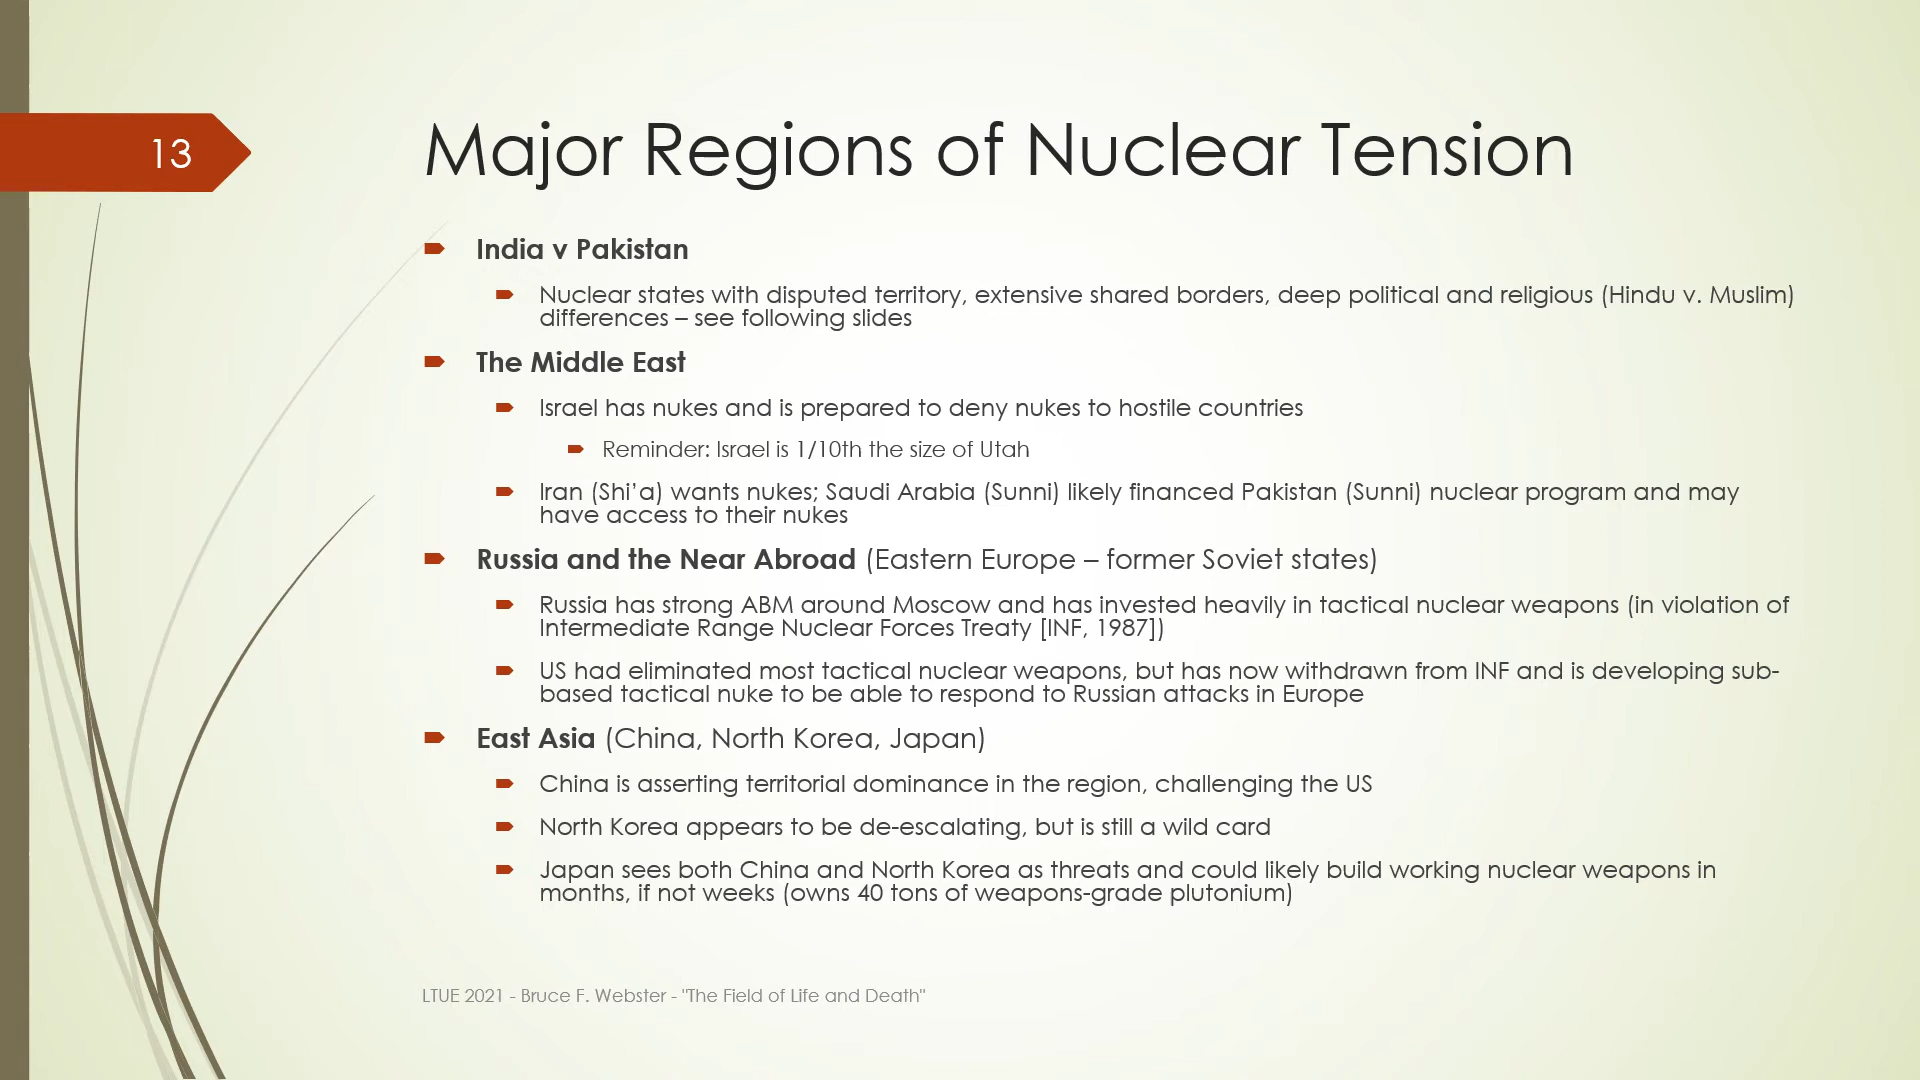 13
Major Regions of Nuclear Tension
India v Pakistan
Nuclear states with disputed territory, extensive shared borders, deep political and religious (Hindu v. Muslim)
differences – see following slides
The Middle East
Israel has nukes and is prepared to deny nukes to hostile countries
Reminder: Israel is 1/10th the size of Utah
Iran (Shi’a) wants nukes; Saudi Arabia (Sunni) likely financed Pakistan (Sunni) nuclear program and may
have access to their nukes
Russia and the Near Abroad (Eastern Europe – former Soviet states)
Russia has strong ABM around Moscow and has invested heavily in tactical nuclear weapons (in violation of
Intermediate Range Nuclear Forces Treaty [INF, 1987])
US had eliminated most tactical nuclear weapons, but has now withdrawn from INF and is developing sub-
based tactical nuke to be able to respond to Russian attacks in Europe
East Asia (China, North Korea, Japan)
China is asserting territorial dominance in the region, challenging the US
North Korea appears to be de-escalating, but is still a wild card
Japan sees both China and North Korea as threats and could likely build working nuclear weapons in
months, if not weeks (owns 40 tons of weapons-grade plutonium)
LTUE 2021 - Bruce F. Webster - "The Field of Life and Death"